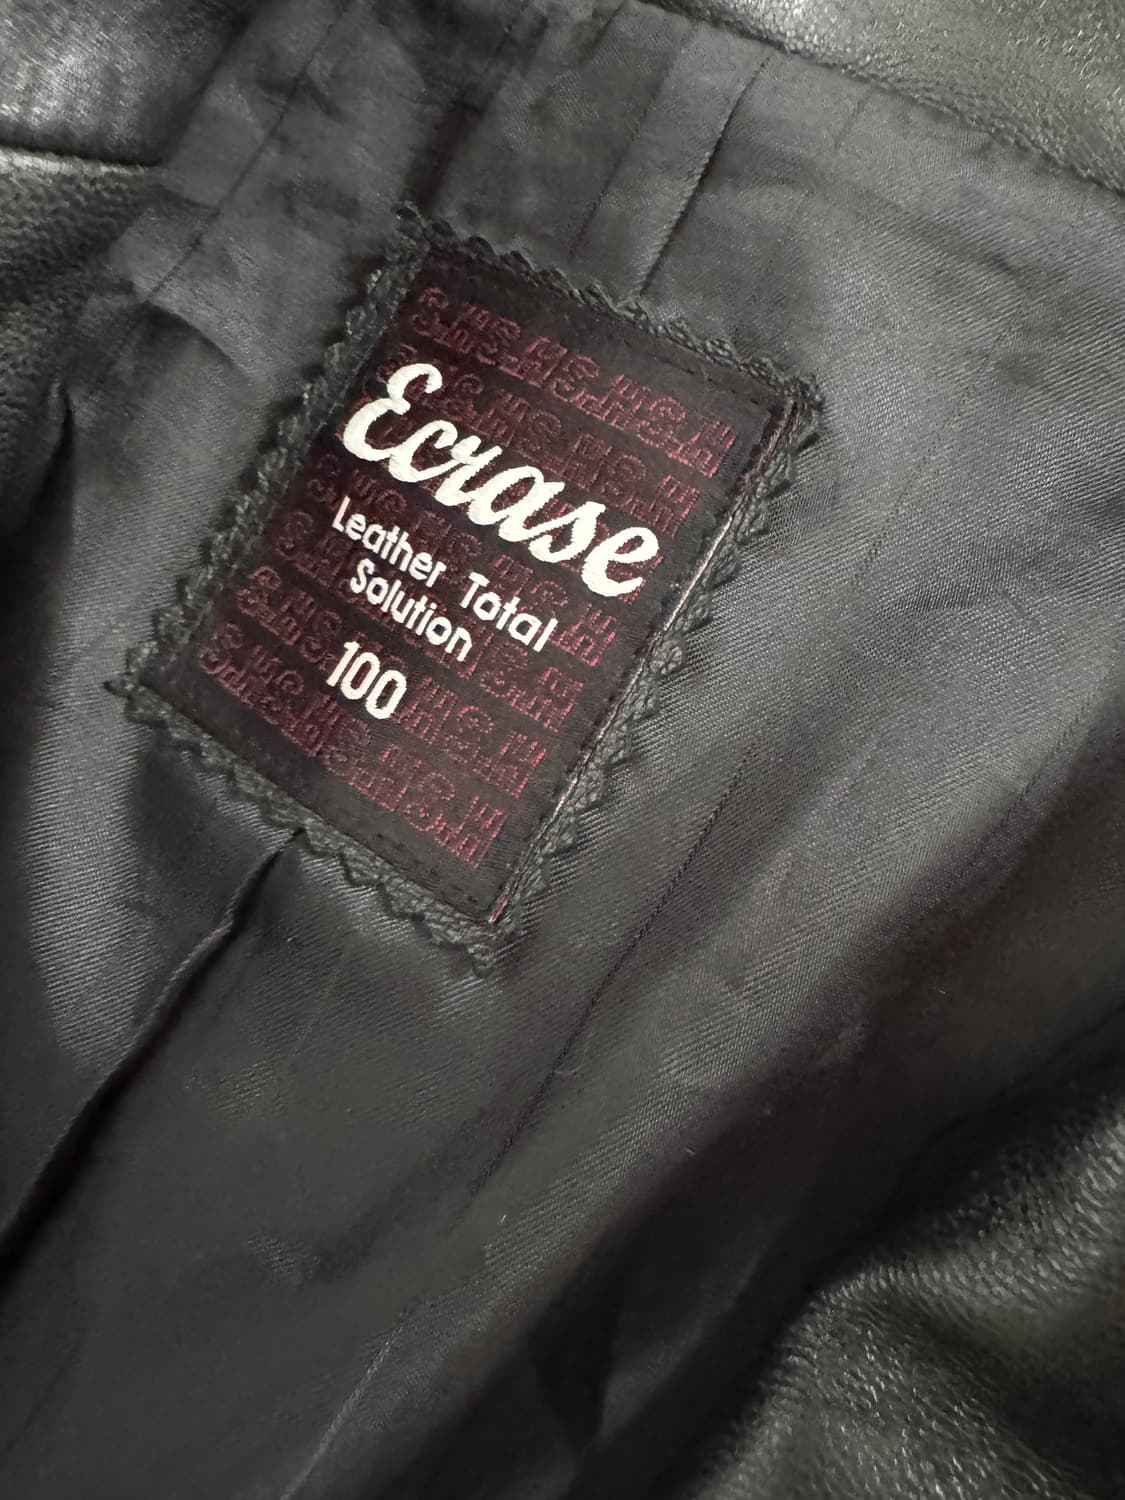 Ecrase
Leather Total
Solution
100